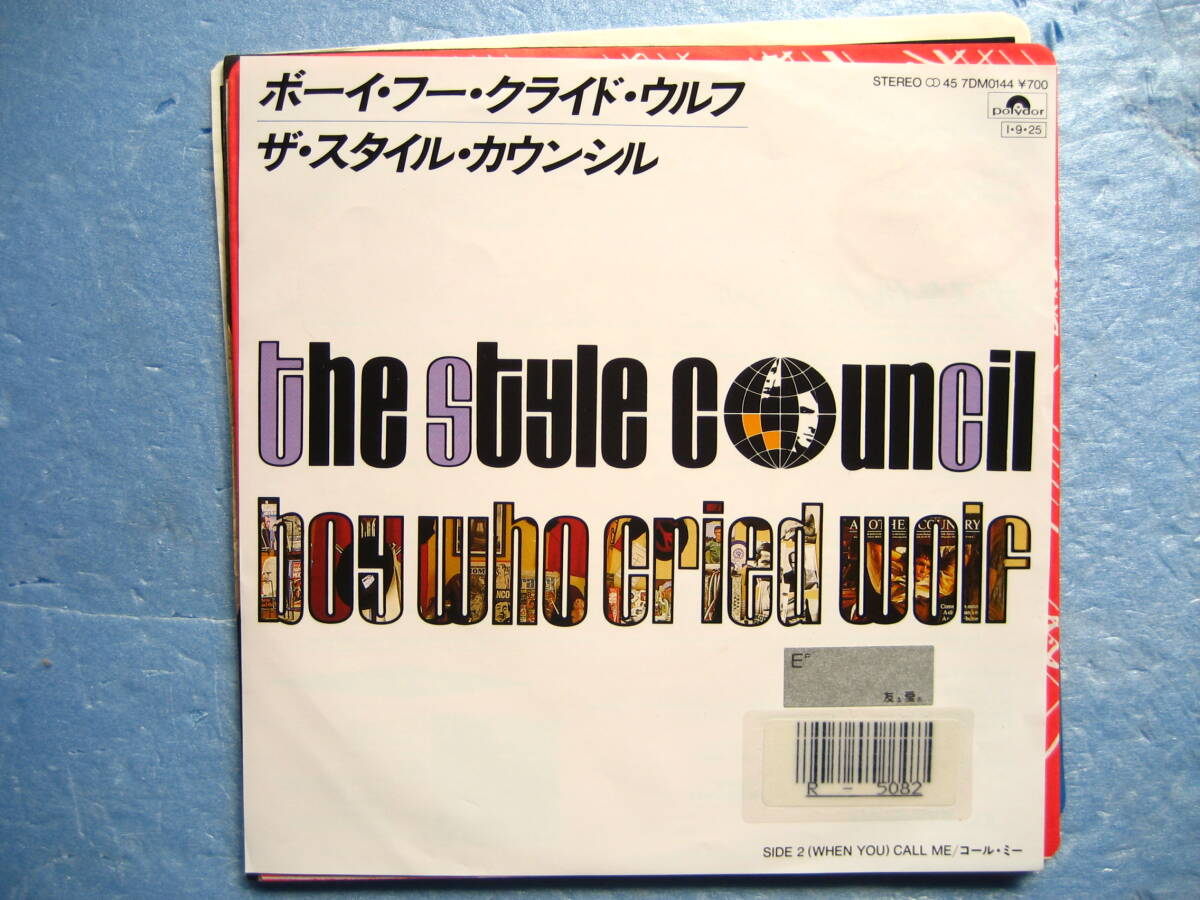 ボーイ・フー・クライド・ウルフ
ザ・スタイル・カウンシル
STEREO 45 7DM0144 ¥700
polydor
I・9・25
the style council
boy who cried wolf
EP
友&愛
R - 5082
SIDE 2 (WHEN YOU) CALL ME/コール・ミー